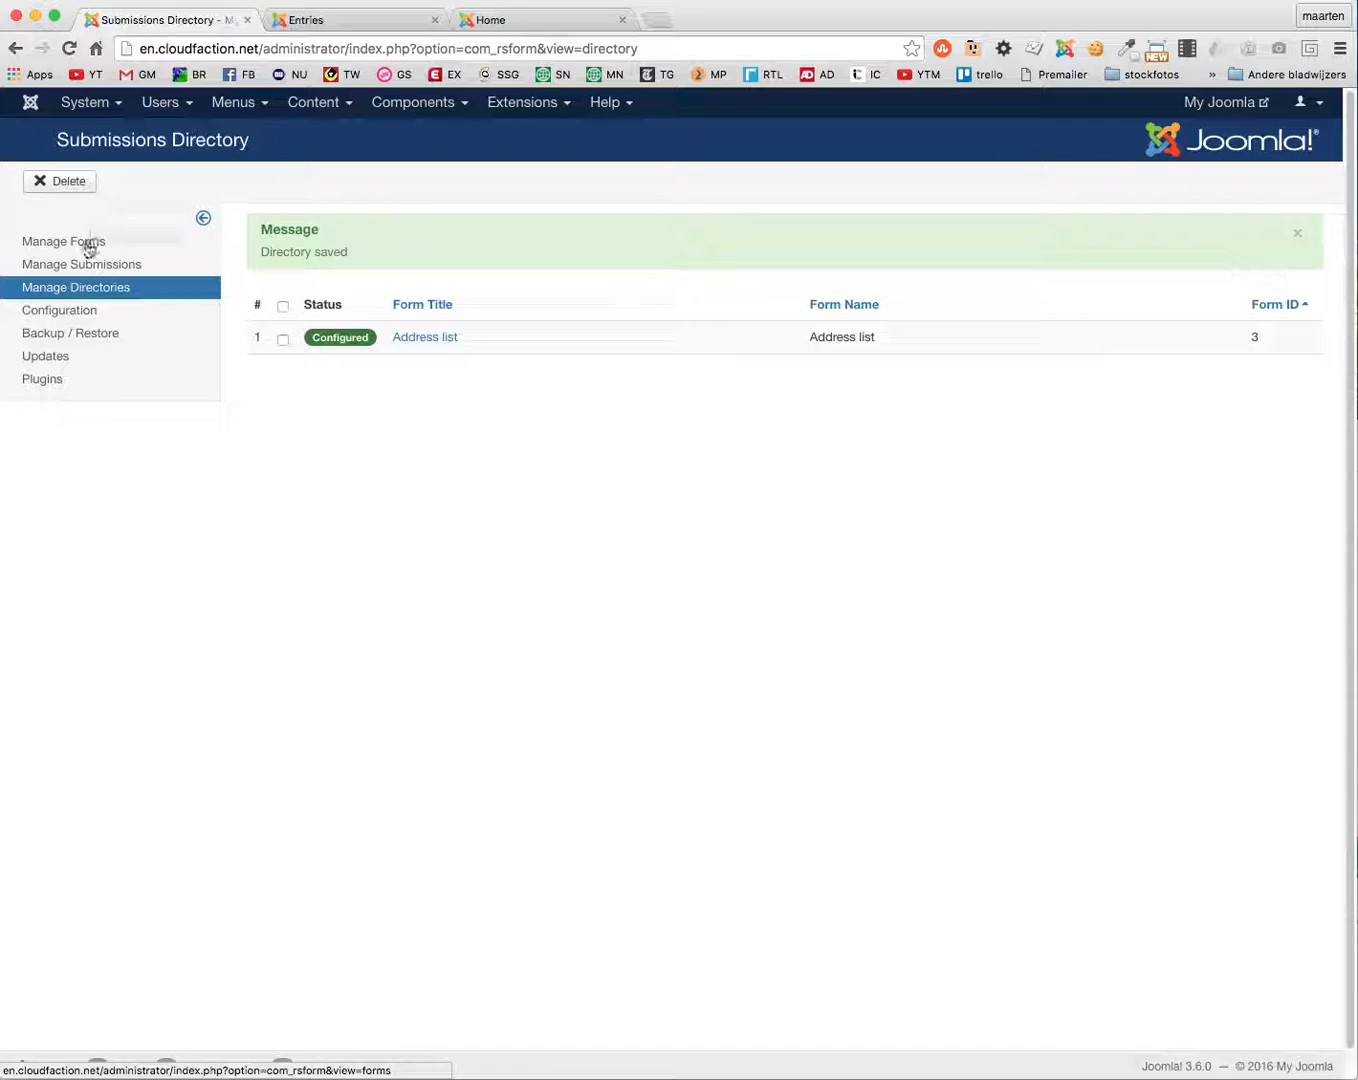 Submissions Directory - M
Entries
Home
maarten
en.cloudfaction.net/administrator/index.php?option=com_rsform&view=directory
Apps YT GM BR FB NU TW GS EX SSG SN MN TG MP RTL AD IC YTM trello Premailer stockfotos » Andere bladwijzers
System Users Menus Content Components Extensions Help My Joomla
Submissions Directory
Joomla!®
Delete
Manage Forms
Manage Submissions
Manage Directories
Configuration
Backup / Restore
Updates
Plugins
Message
Directory saved
# Status Form Title Form Name Form ID
1 Configured Address list Address list 3
en.cloudfaction.net/administrator/index.php?option=com_rsform&view=forms
Joomla! 3.6.0 — © 2016 My Joomla